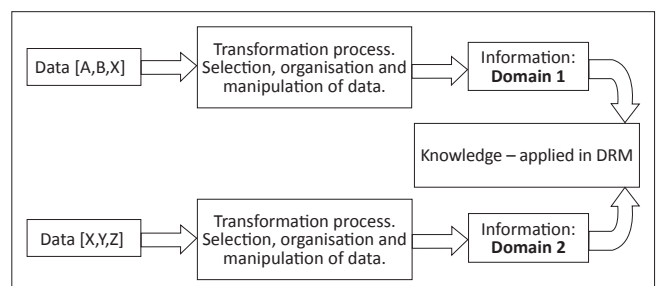 Data [A,B,X]
Transformation process.
Selection, organisation and
manipulation of data.
Information:
Domain 1
Knowledge – applied in DRM
Data [X,Y,Z]
Transformation process.
Selection, organisation and
manipulation of data.
Information:
Domain 2